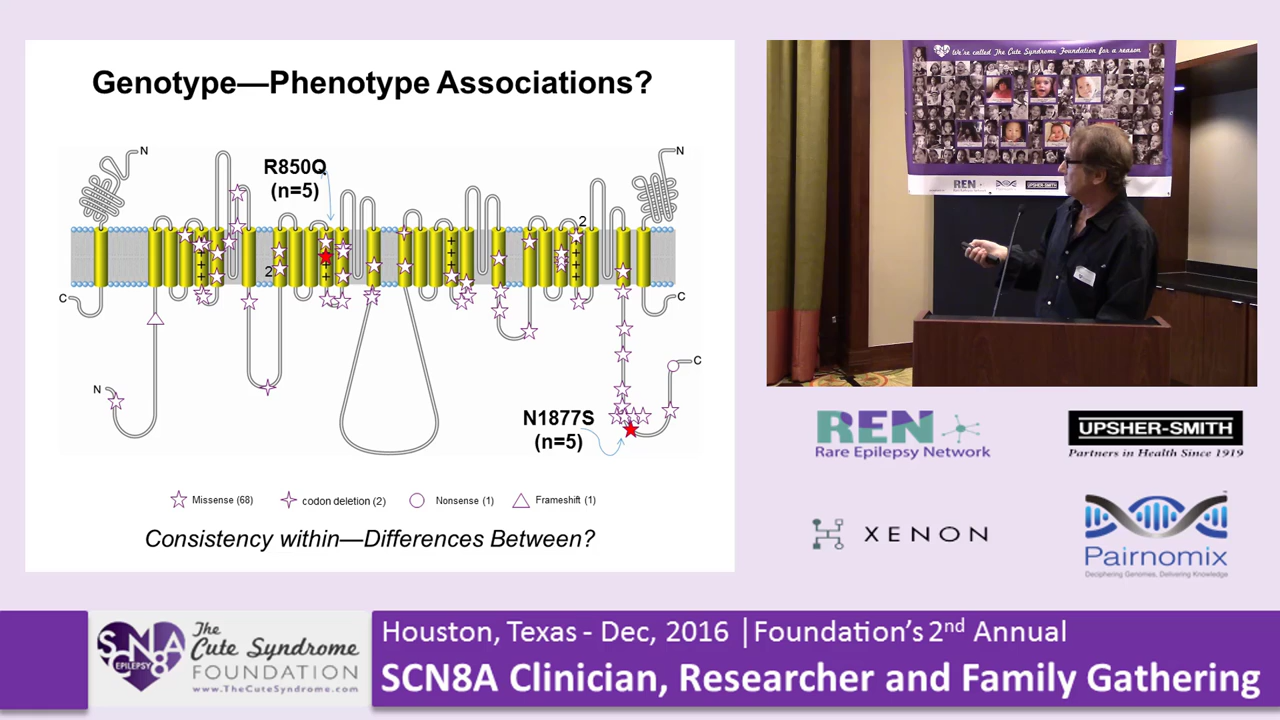 Genotype—Phenotype Associations?
N
R850Q
(n=5)
N
2
2
C
C
N
C
N1877S
(n=5)
Missense (68)
codon deletion (2)
Nonsense (1)
Frameshift (1)
Consistency within—Differences Between?
We're called The Cute Syndrome Foundation for a reason
REN
UPSHER-SMITH
REN
Rare Epilepsy Network
UPSHER-SMITH
Partners in Health Since 1919
XENON
Pairnomix
Deciphering Genomes, Delivering Knowledge
SCN8A
EPILEPSY
The
Cute Syndrome
FOUNDATION
www.TheCuteSyndrome.com
Houston, Texas - Dec, 2016 | Foundation's 2nd Annual
SCN8A Clinician, Researcher and Family Gathering